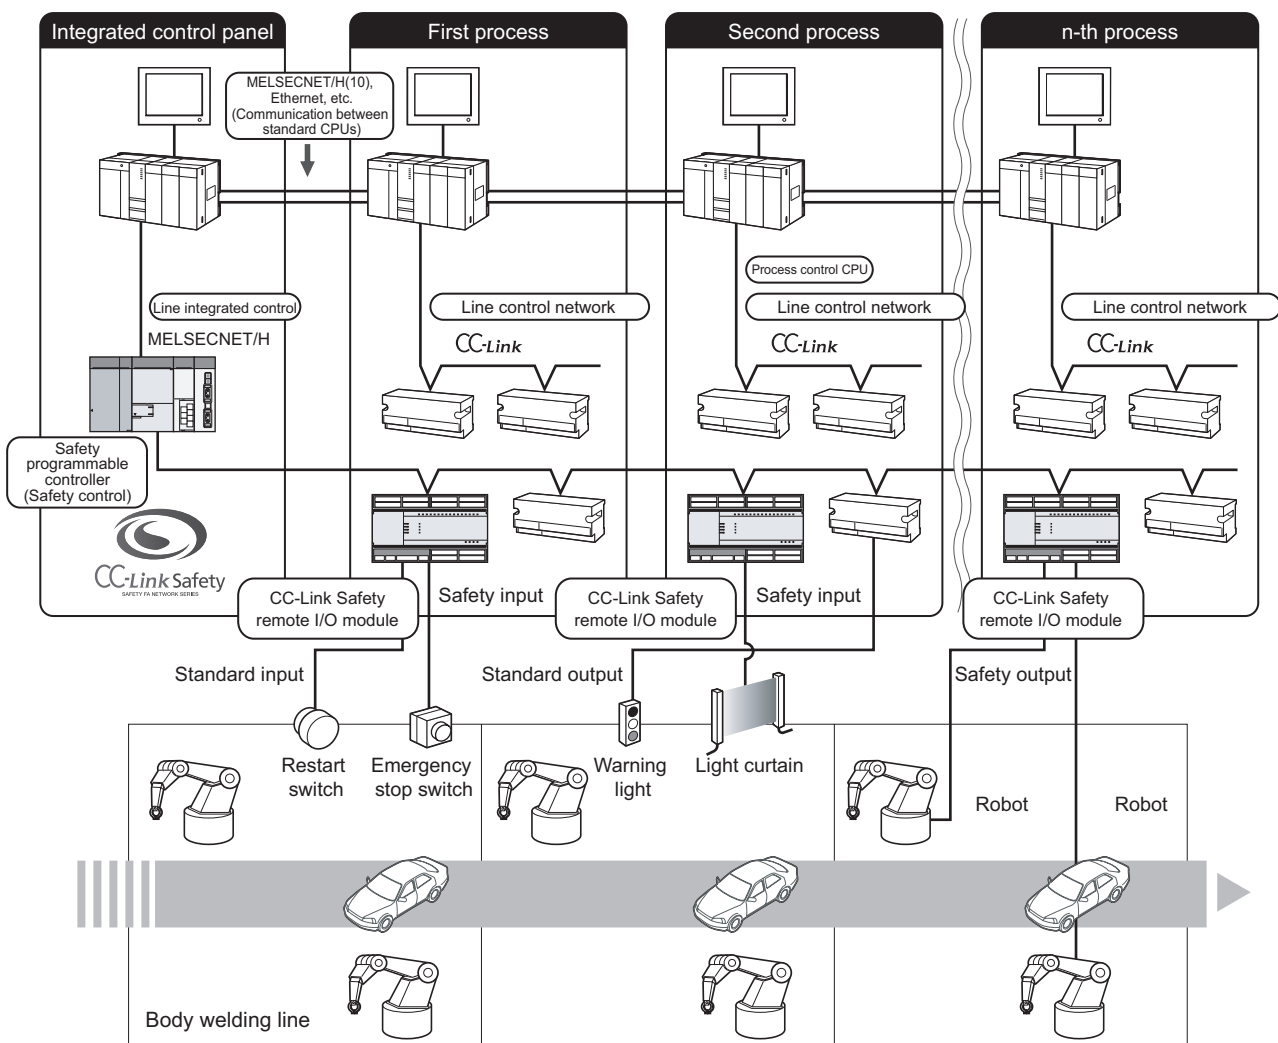 Integrated control panel
First process
Second process
n-th process
MELSECNET/H(10),
Ethernet, etc.
(Communication between
standard CPUs)
Process control CPU
Line integrated control
Line control network
Line control network
Line control network
MELSECNET/H
CC-Link
CC-Link
CC-Link
Safety
programmable
controller
(Safety control)
CC-Link Safety
SAFETY FA NETWORK SERIES
CC-Link Safety
remote I/O module
Safety input
CC-Link Safety
remote I/O module
Safety input
CC-Link Safety
remote I/O module
Standard input
Standard output
Safety output
Restart
switch
Emergency
stop switch
Warning
light
Light curtain
Robot
Robot
Body welding line